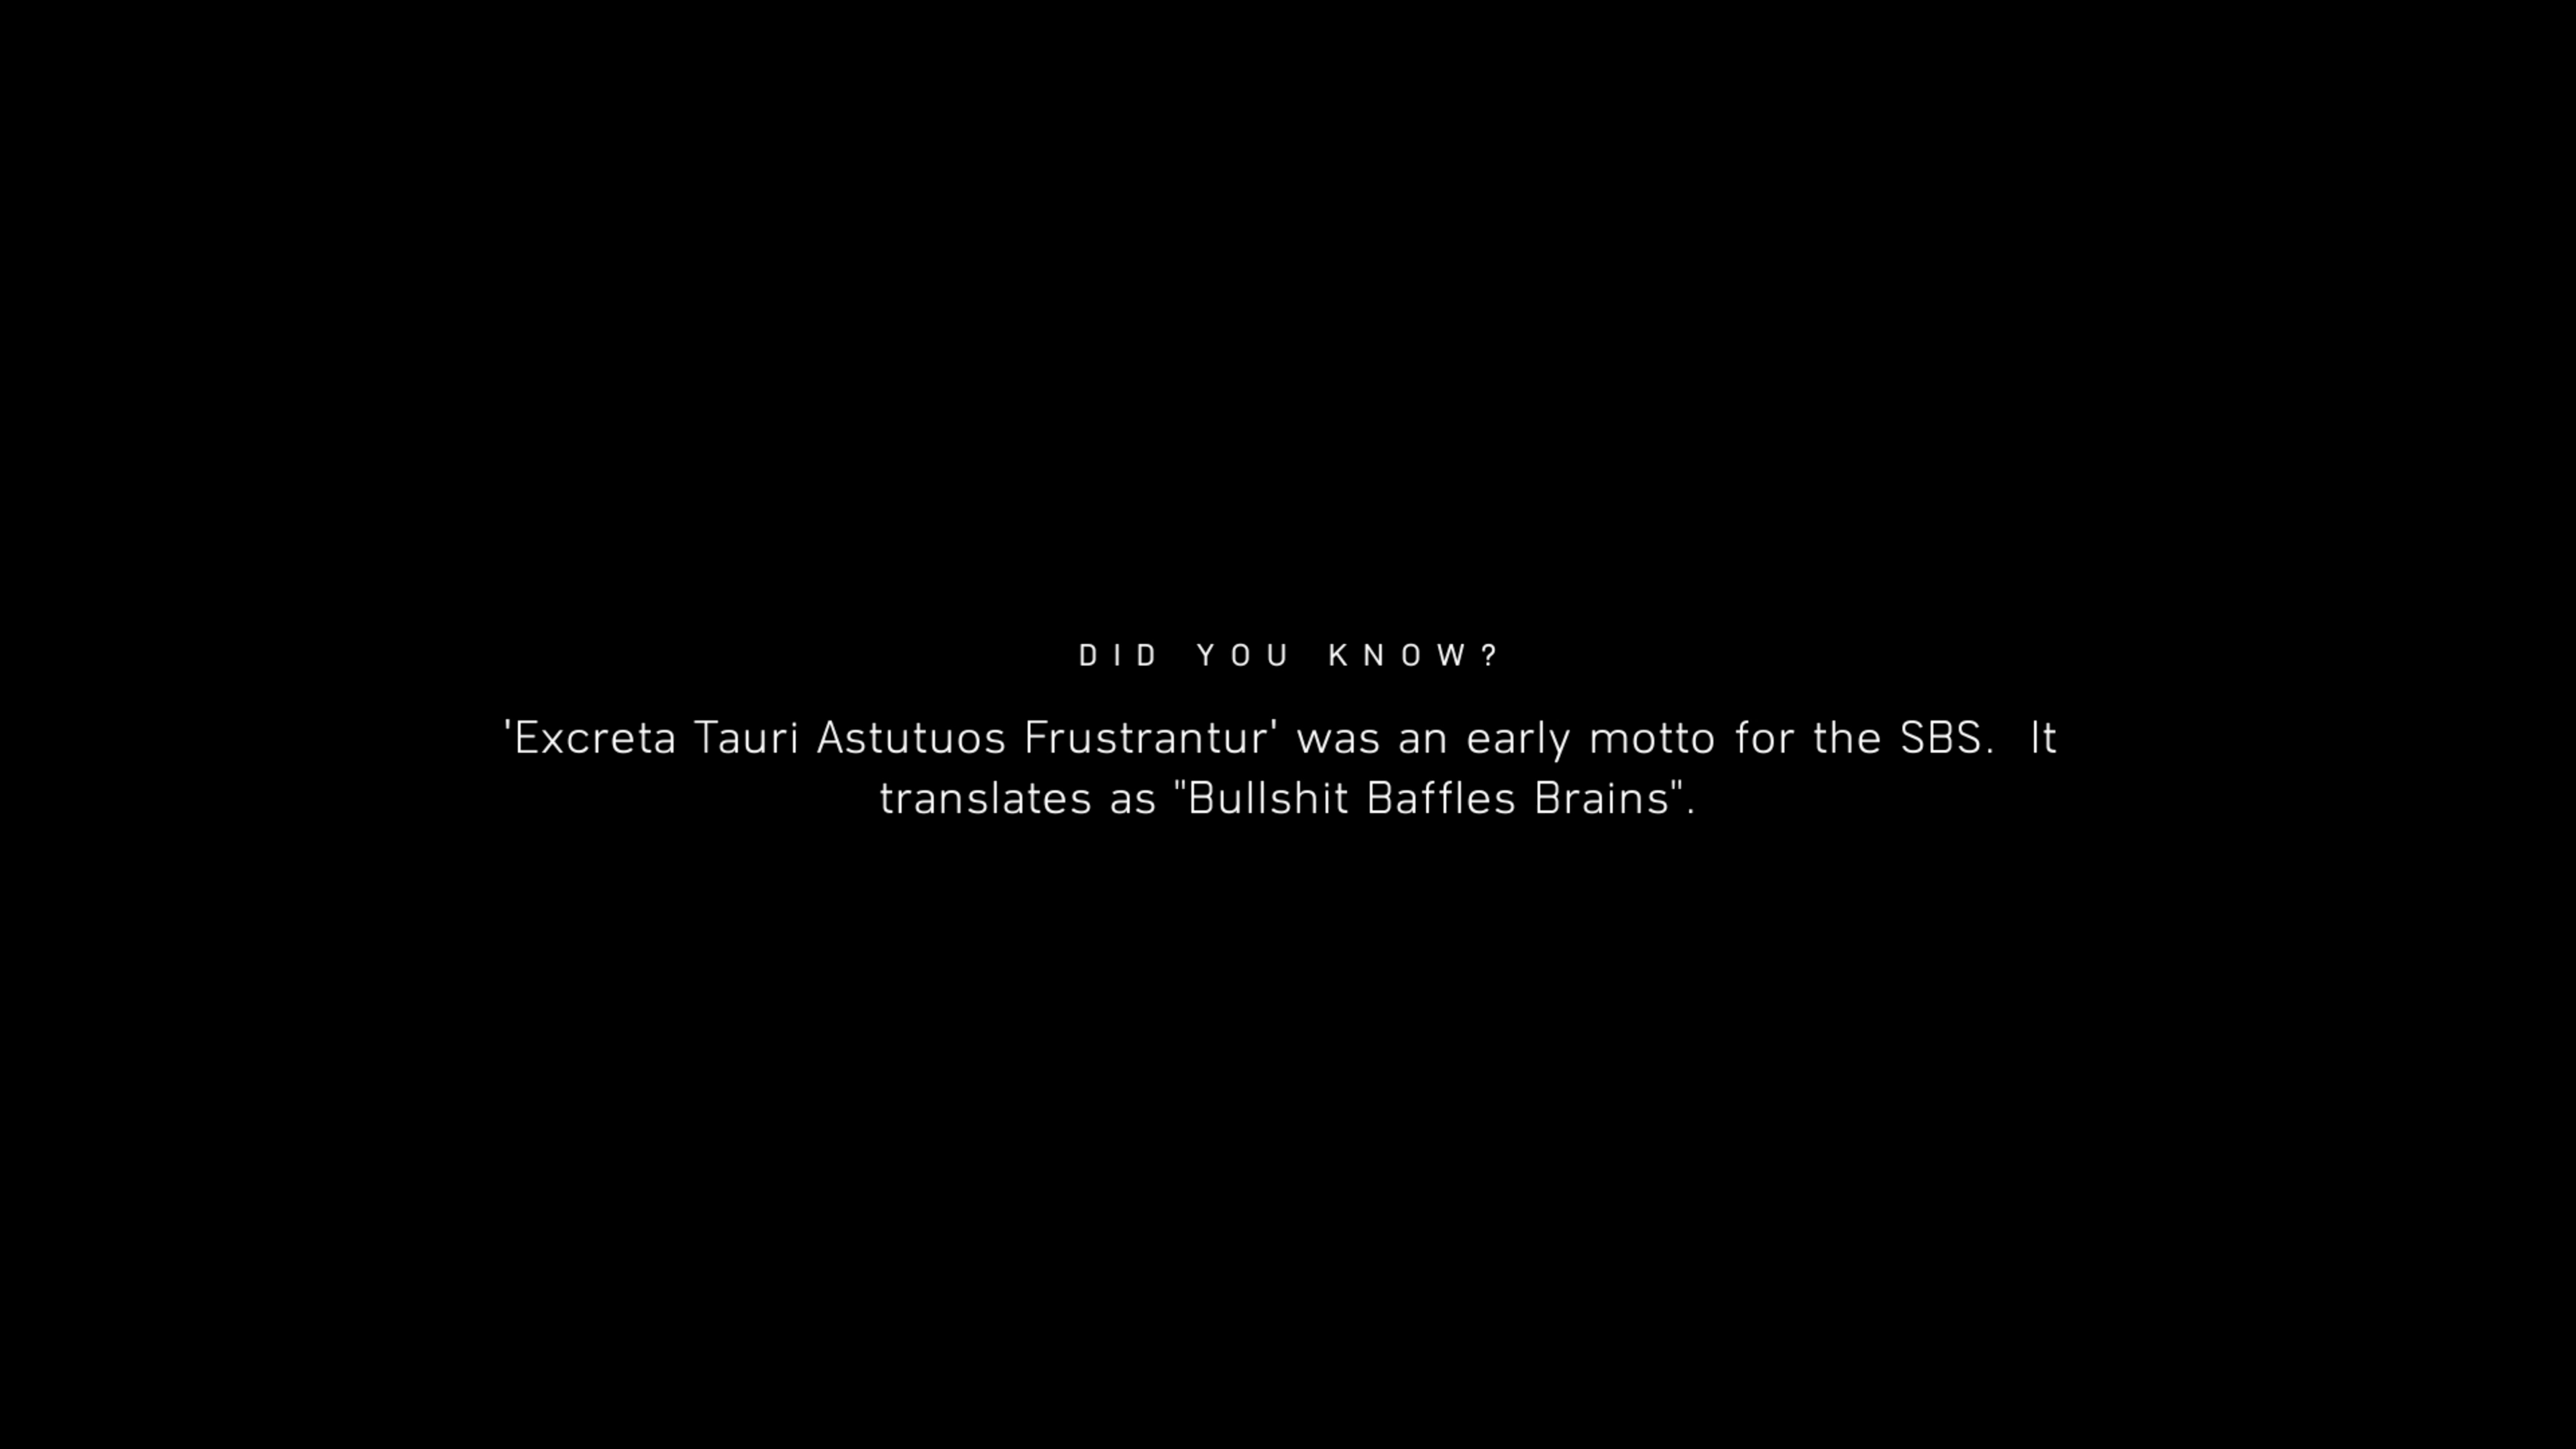 DID YOU KNOW?
'Excreta Tauri Astutuos Frustrantur' was an early motto for the SBS.  It
translates as "Bullshit Baffles Brains".